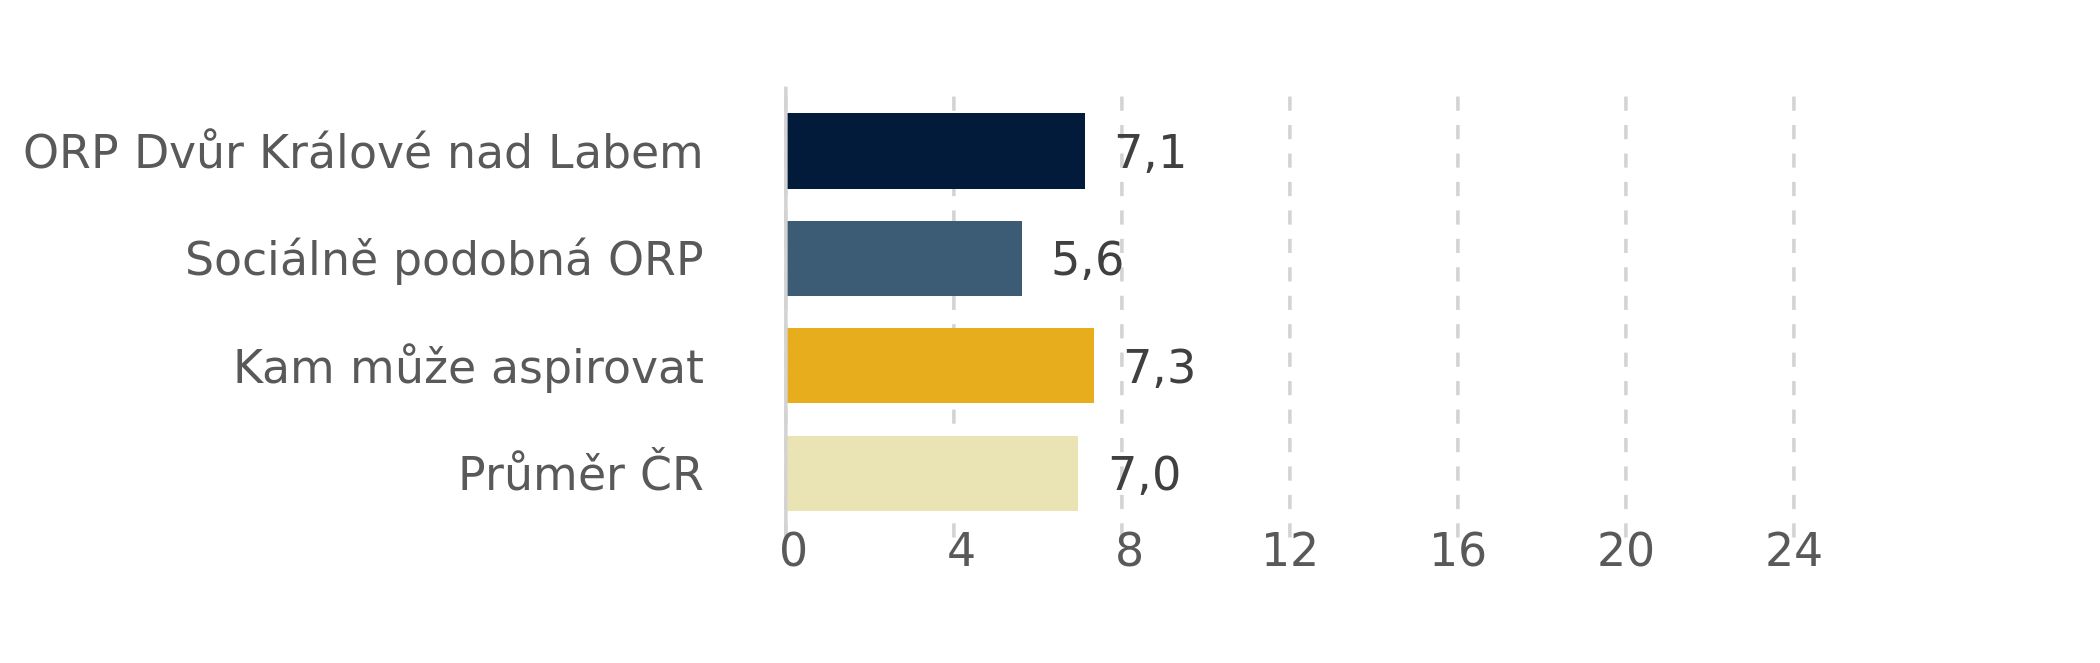 ORP Dvůr Králové nad Labem 7,1
Sociálně podobná ORP 5,6
Kam může aspirovat 7,3
Průměr ČR 7,0
0 4 8 12 16 20 24